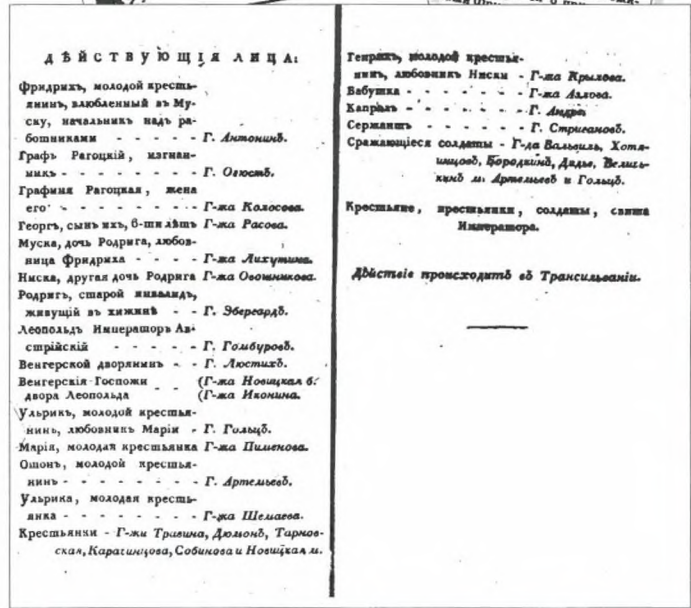 ДѢЙСТВУЮЩІЯ ЛИЦА:
Фридрихъ, молодой кресть-
янинъ, влюбленный въ Му-
ску, начальникъ надъ ра-
ботниками - - - - - Г. Антонинъ.
Графъ Рагоцкій, изгнан-
никъ - - - - - - - Г. Огюстъ.
Графиня Рагоцкая, жена
его - - - - - - - Г-жа Колосова.
Георгъ, сынъ ихъ, 6-ти лѣтъ Г-жа Расова.
Муска, дочь Родрига, любов-
ница Фридриха - - - - Г-жа Лихутина.
Ниска, другая дочь Родрига Г-жа Овошникова.
Родригъ, старой инвалидъ,
живущій въ хижинѣ - - Г. Эбергардъ.
Леопольдъ Императоръ Ав-
стрійскій - - - - - Г. Гомбуровъ.
Венгерской дворянинъ - - Г. Люстихъ.
Венгерскія Госпожи - - (Г-жа Новицкая б.
двора Леопольда (Г-жа Иконина.
Ульрикъ, молодой крестья-
нинъ, любовникъ Маріи - Г. Гольцъ.
Марія, молодая крестьянка Г-жа Пименова.
Отонъ, молодой крестья-
нинъ - - - - - - - Г. Артемьевъ.
Ульрика, молодая кресть-
янка - - - - - - - Г-жа Шемаева.
Крестьянки - Г-жи Травина, Дюмонъ, Тарнов-
ская, Карасинцова, Собинова и Новицкая м.
Генрихъ, молодой крестья-
нинъ, любовникъ Ниски - Г-жа Крылова.
Бабушка - - - - - - Г-жа Азлова.
Капралъ - - - - - - Г. Андре.
Сержантъ - - - - - - Г. Стригановъ.
Сражающіеся солдаты - Г-да Вальвиль, Хотя-
инцовъ, Бородкинъ, Дидье, Велич-
кинъ м. Артемьевъ и Гольцъ.
Крестьяне, крестьянки, солдаты, свита
Императора.
Дѣйствіе происходитъ въ Трансильваніи.